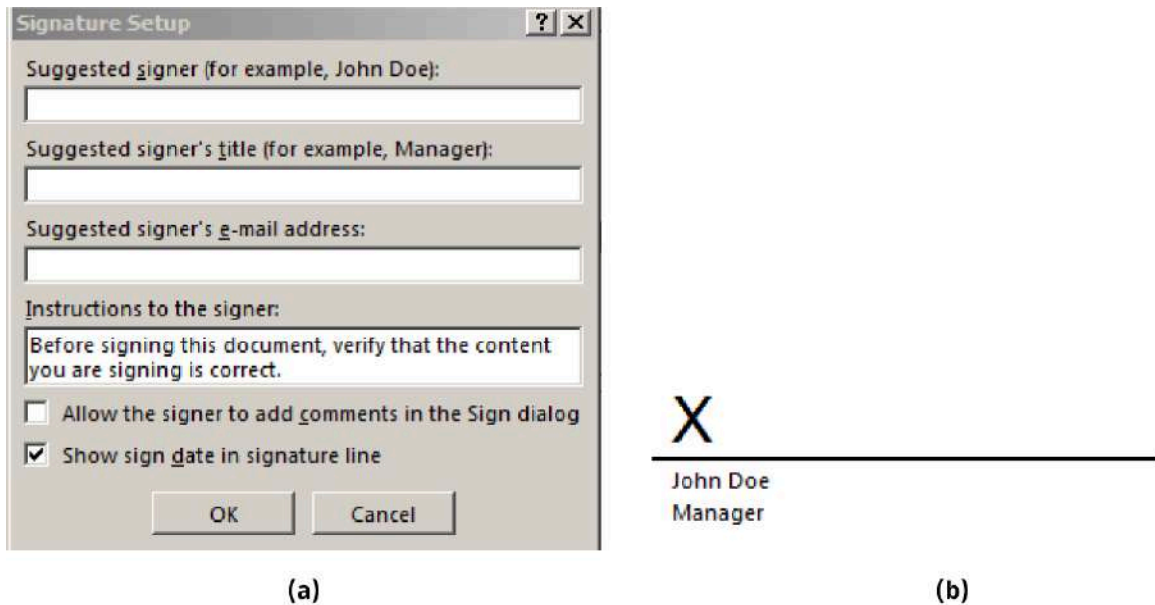 Signature Setup
Suggested signer (for example, John Doe):
Suggested signer's title (for example, Manager):
Suggested signer's e-mail address:
Instructions to the signer:
Before signing this document, verify that the content
you are signing is correct.
Allow the signer to add comments in the Sign dialog
Show sign date in signature line
OK Cancel
(a)
X
John Doe
Manager
(b)